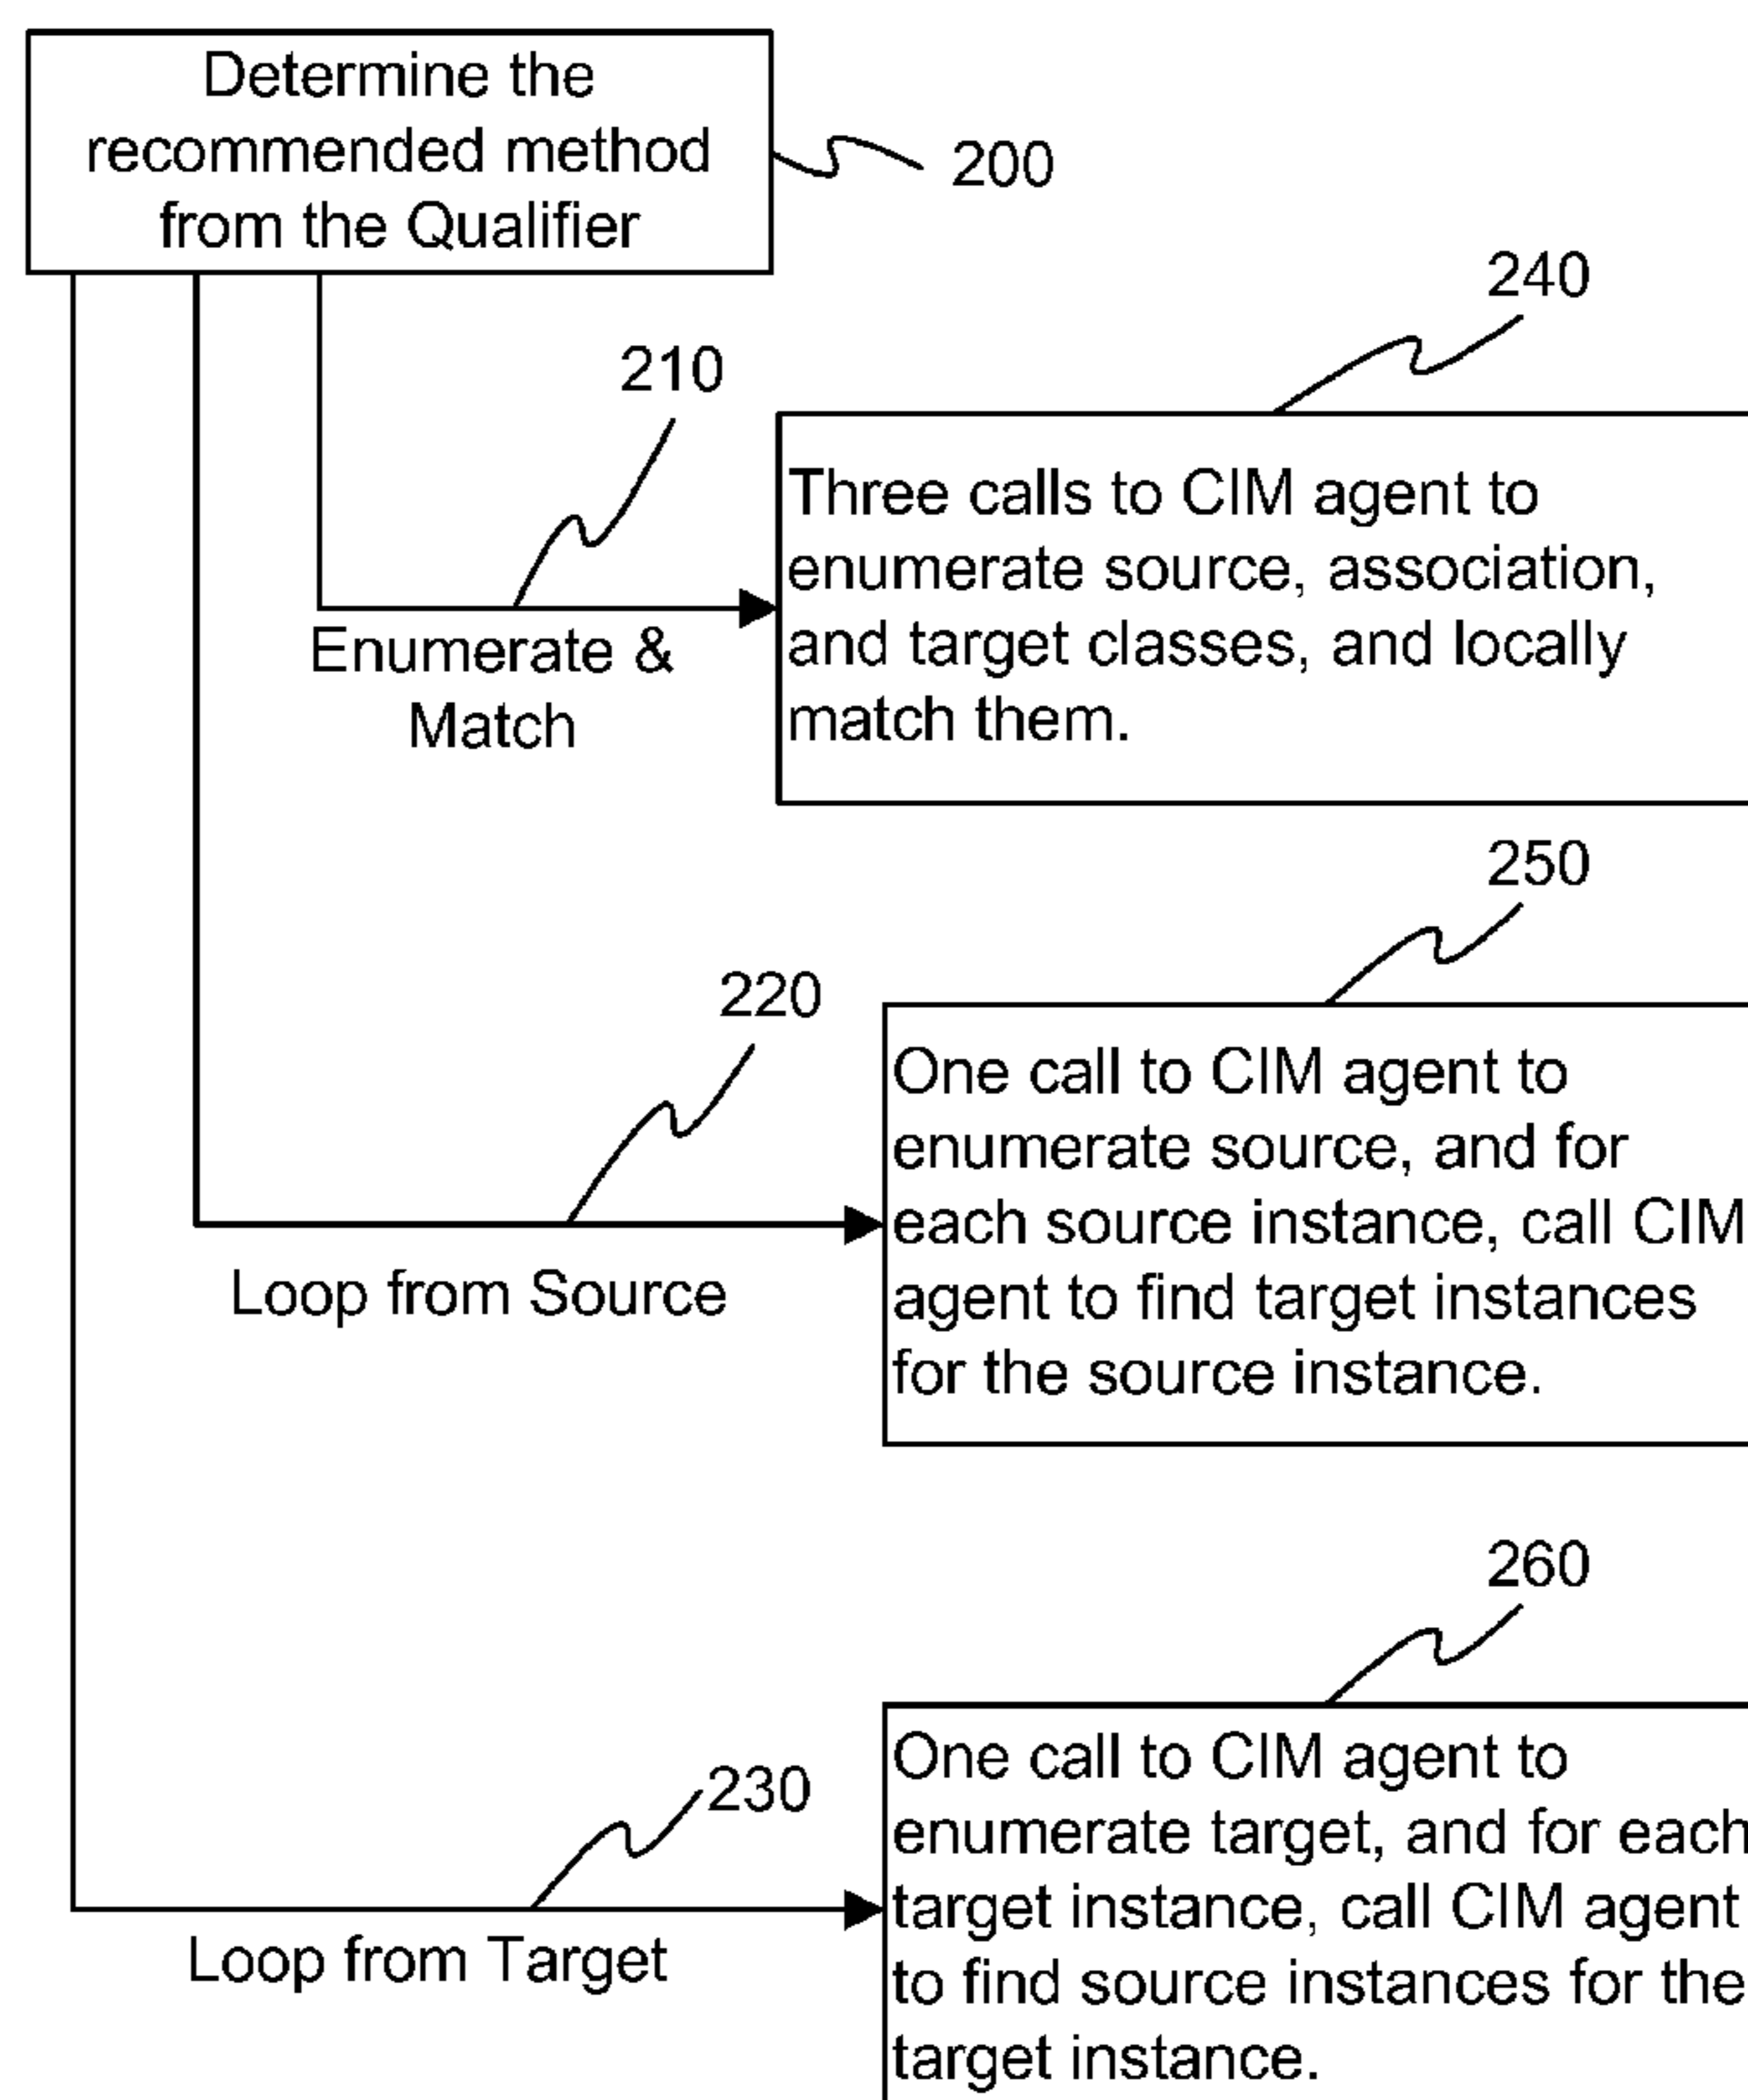 Determine the
recommended method
from the Qualifier
200
240
210
Three calls to CIM agent to
enumerate source, association,
and target classes, and locally
match them.
Enumerate &
Match
250
220
One call to CIM agent to
enumerate source, and for
each source instance, call CIM
agent to find target instances
for the source instance.
Loop from Source
260
230
One call to CIM agent to
enumerate target, and for each
target instance, call CIM agent
to find source instances for the
target instance.
Loop from Target